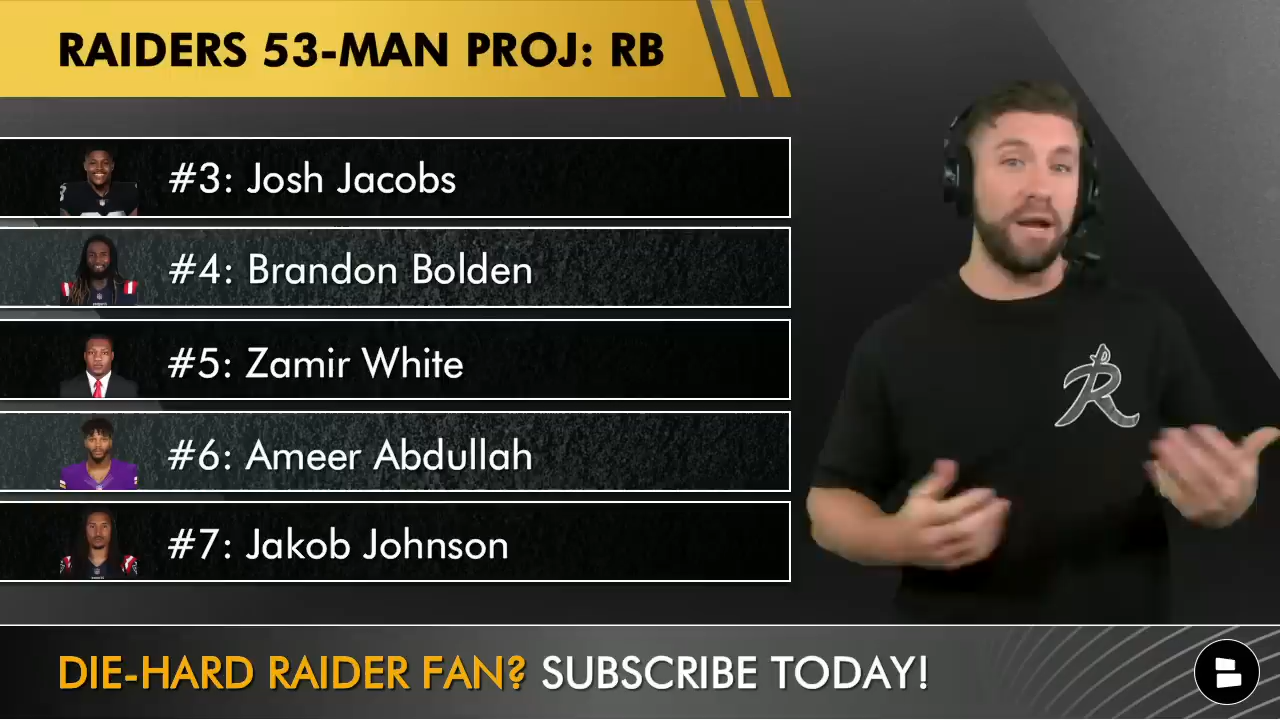 RAIDERS 53-MAN PROJ: RB
#3: Josh Jacobs
#4: Brandon Bolden
#5: Zamir White
#6: Ameer Abdullah
#7: Jakob Johnson
R
DIE-HARD RAIDER FAN? SUBSCRIBE TODAY!